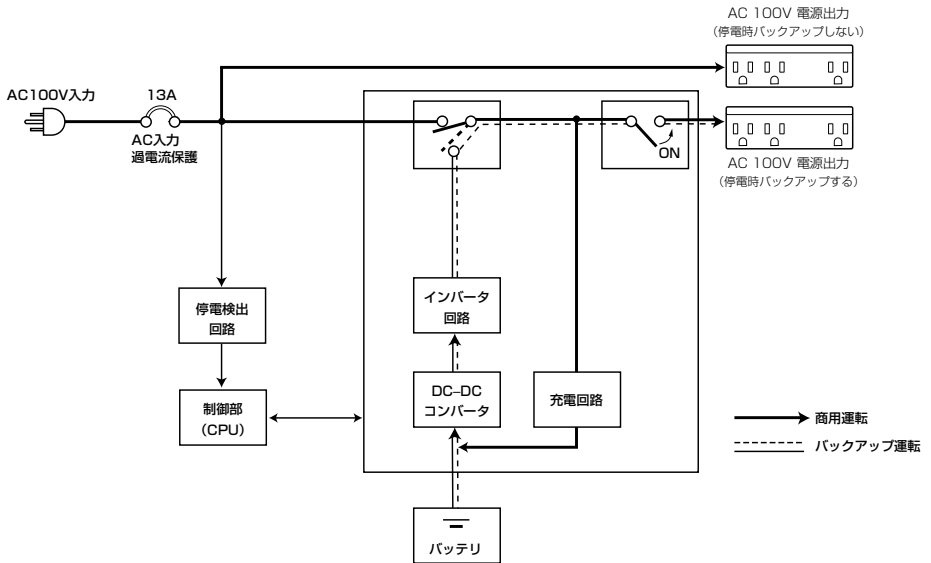 AC 100V 電源出力
（停電時バックアップしない）
AC100V入力
13A
AC入力
過電流保護
ON
AC 100V 電源出力
（停電時バックアップする）
インバータ
回路
停電検出
回路
DC–DC
コンバータ
充電回路
制御部
（CPU）
商用運転
バックアップ運転
バッテリ